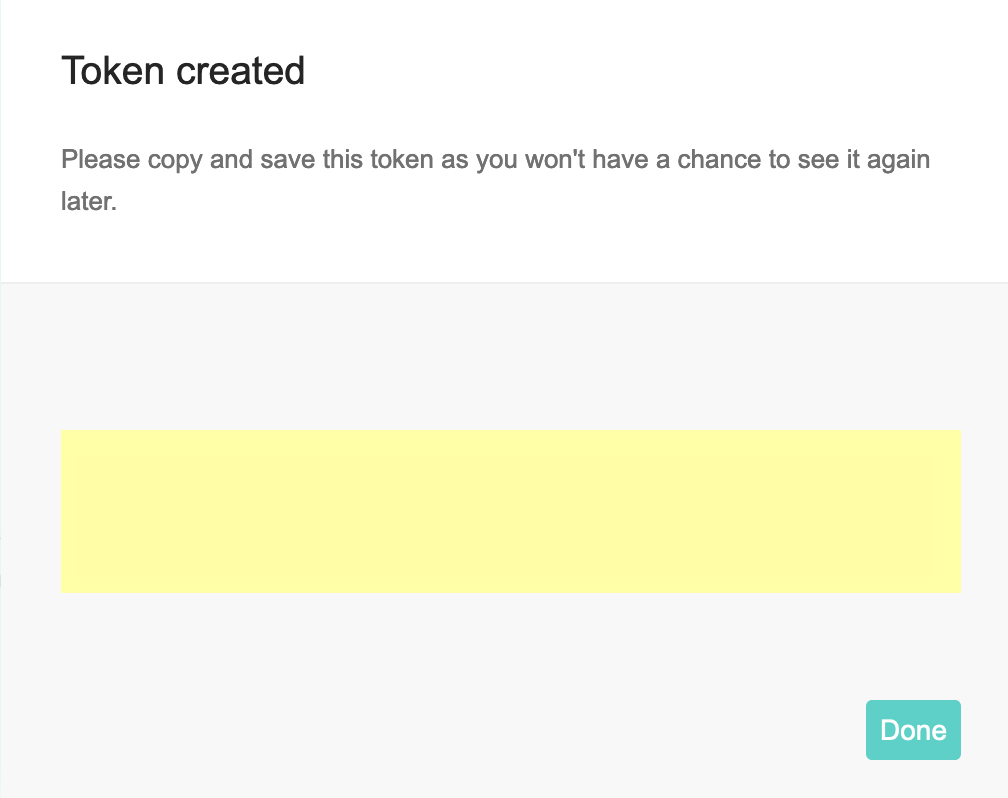 Token created
Please copy and save this token as you won't have a chance to see it again
later.
Done